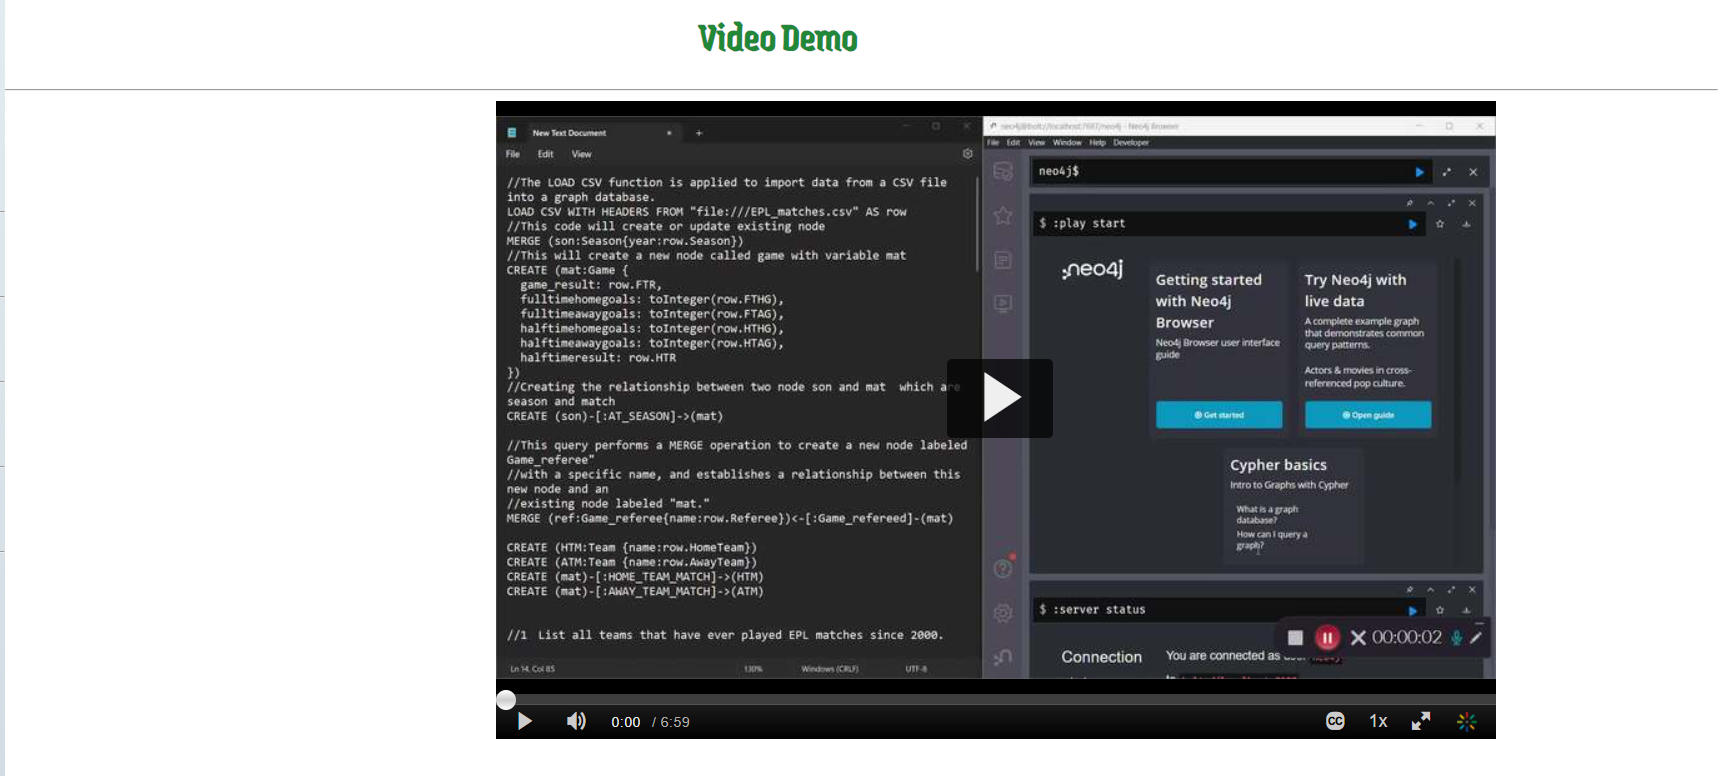 Video Demo
New Text Document
File Edit View
//The LOAD CSV function is applied to import data from a CSV file
into a graph database.
LOAD CSV WITH HEADERS FROM "file:///EPL_matches.csv" AS row
//This code will create or update existing node
MERGE (son:Season{year:row.Season})
//This will create a new node called game with variable mat
CREATE (mat:Game {
game_result: row.FTR,
fulltimehomegoals: toInteger(row.FTHG),
fulltimeawaygoals: toInteger(row.FTAG),
halftimehomegoals: toInteger(row.HTHG),
halftimeawaygoals: toInteger(row.HTAG),
halftimeresult: row.HTR
})
//Creating the relationship between two node son and mat  which are
season and match
CREATE (son)-[:AT_SEASON]->(mat)
//This query performs a MERGE operation to create a new node labeled
Game_referee"
//with a specific name, and establishes a relationship between this
new node and an
//existing node labeled "mat."
MERGE (ref:Game_referee{name:row.Referee})<-[:Game_refereed]-(mat)
CREATE (HTM:Team {name:row.HomeTeam})
CREATE (ATM:Team {name:row.AwayTeam})
CREATE (mat)-[:HOME_TEAM_MATCH]->(HTM)
CREATE (mat)-[:AWAY_TEAM_MATCH]->(ATM)
//1  List all teams that have ever played EPL matches since 2000.
Ln 14, Col 85 130% Windows (CRLF) UTF-8
neo4j@bolt://localhost:7687/neo4j - Neo4j Browser
File Edit View Window Help Developer
neo4j$
$ :play start
:neo4j
Getting started
with Neo4j
Browser
Neo4j Browser user interface
guide
Get started
Try Neo4j with
live data
A complete example graph
that demonstrates common
query patterns.
Actors & movies in cross-
referenced pop culture.
Open guide
Cypher basics
Intro to Graphs with Cypher
What is a graph
database?
How can I query a
graph?
$ :server status
00:00:02
Connection
You are connected as
0:00 / 6:59
CC
1x